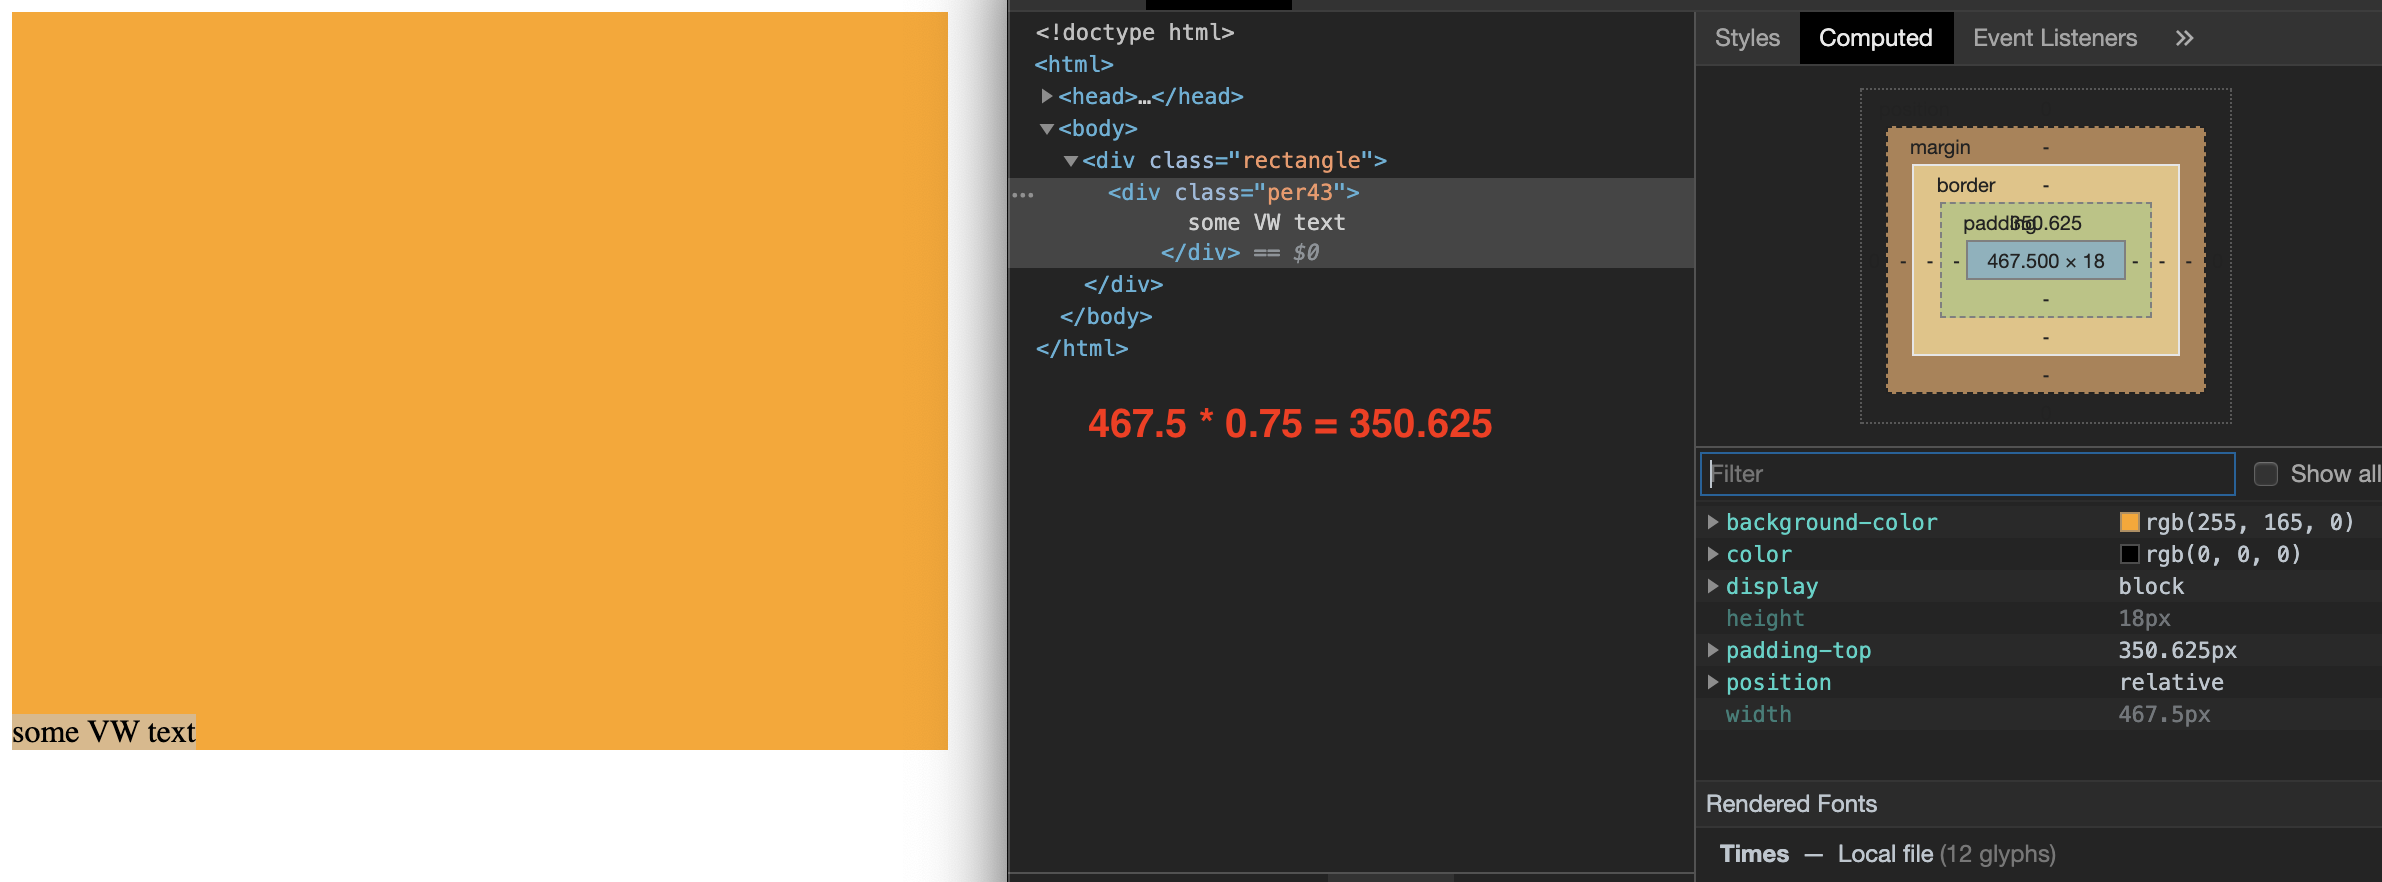 some VW text
<!doctype html>
<html>
<head>…</head>
<body>
<div class="rectangle">
… <div class="per43">
some VW text
</div> == $0
</div>
</body>
</html>
467.5 * 0.75 = 350.625
Styles Computed Event Listeners »
margin -
border -
padding 350.625
- - - 467.500 × 18 - - -
-
-
-
Filter Show all
background-color rgb(255, 165, 0)
color rgb(0, 0, 0)
display block
height 18px
padding-top 350.625px
position relative
width 467.5px
Rendered Fonts
Times — Local file (12 glyphs)